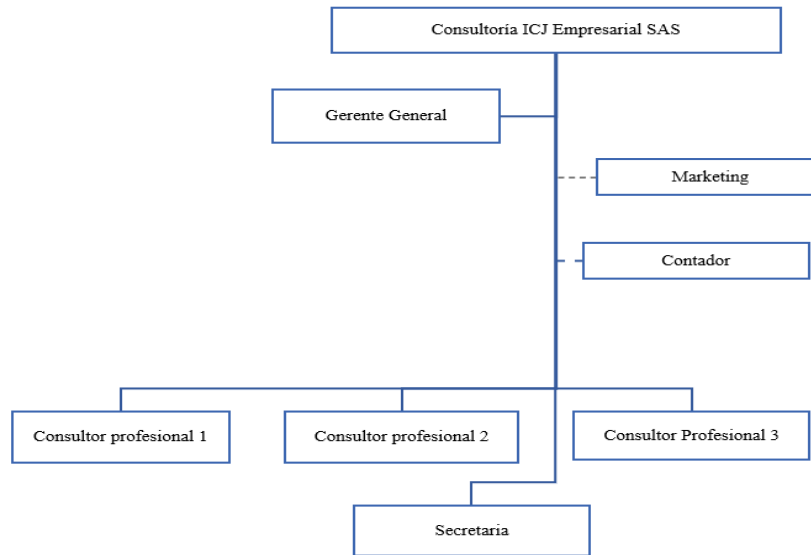 Consultoría ICJ Empresarial SAS
Gerente General
Marketing
Contador
Consultor profesional 1
Consultor profesional 2
Consultor Profesional 3
Secretaria